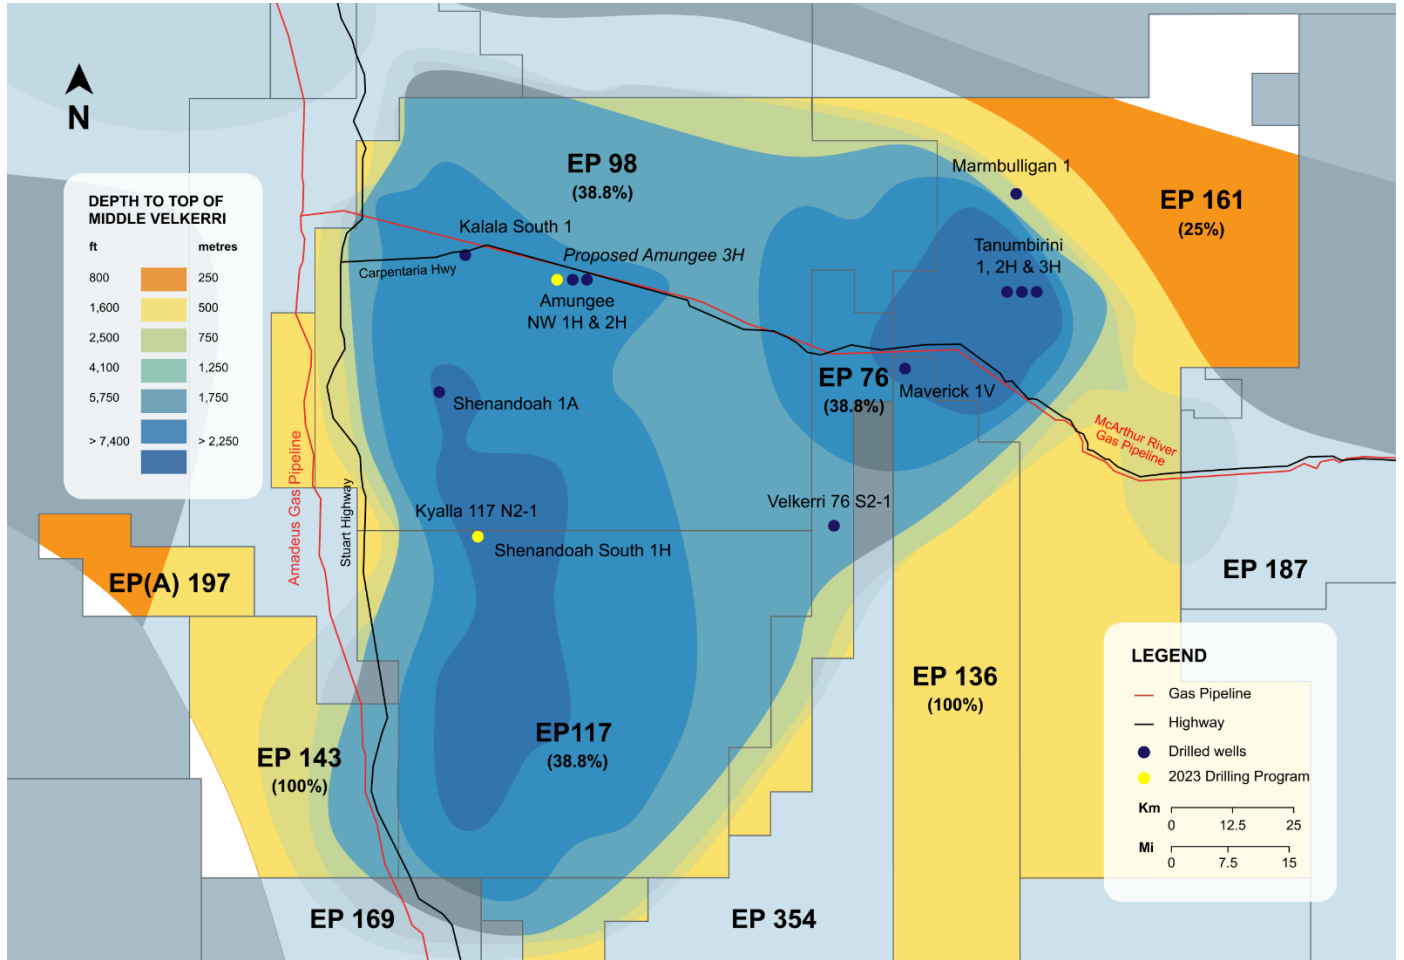 N
DEPTH TO TOP OF
MIDDLE VELKERRI
ft metres
800 250
1,600 500
2,500 750
4,100 1,250
5,750 1,750
> 7,400 > 2,250
EP 98
(38.8%)
Marmbulligan 1
EP 161
(25%)
Kalala South 1
Proposed Amungee 3H
Carpentaria Hwy
Tanumbirini
1, 2H & 3H
Amungee
NW 1H & 2H
EP 76
(38.8%)
Maverick 1V
Shenandoah 1A
McArthur River
Gas Pipeline
Amadeus Gas Pipeline
Stuart Highway
Kyalla 117 N2-1
Velkerri 76 S2-1
Shenandoah South 1H
EP(A) 197
EP 187
EP 136
(100%)
EP117
(38.8%)
EP 143
(100%)
EP 169
EP 354
LEGEND
Gas Pipeline
Highway
Drilled wells
2023 Drilling Program
Km
0 12.5 25
Mi
0 7.5 15